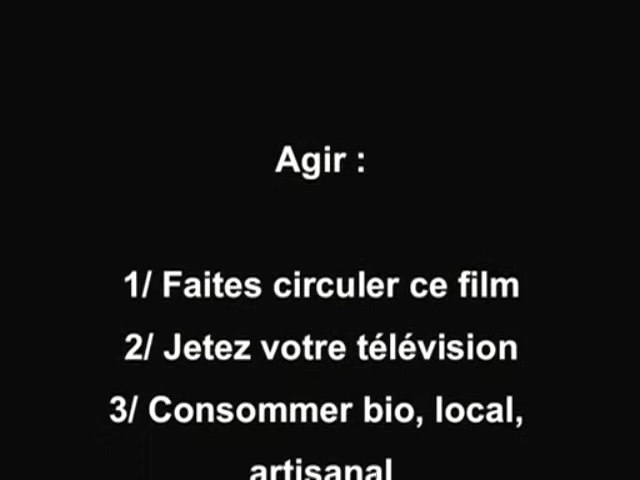 Agir :
1/ Faites circuler ce film
2/ Jetez votre télévision
3/ Consommer bio, local,
artisanal